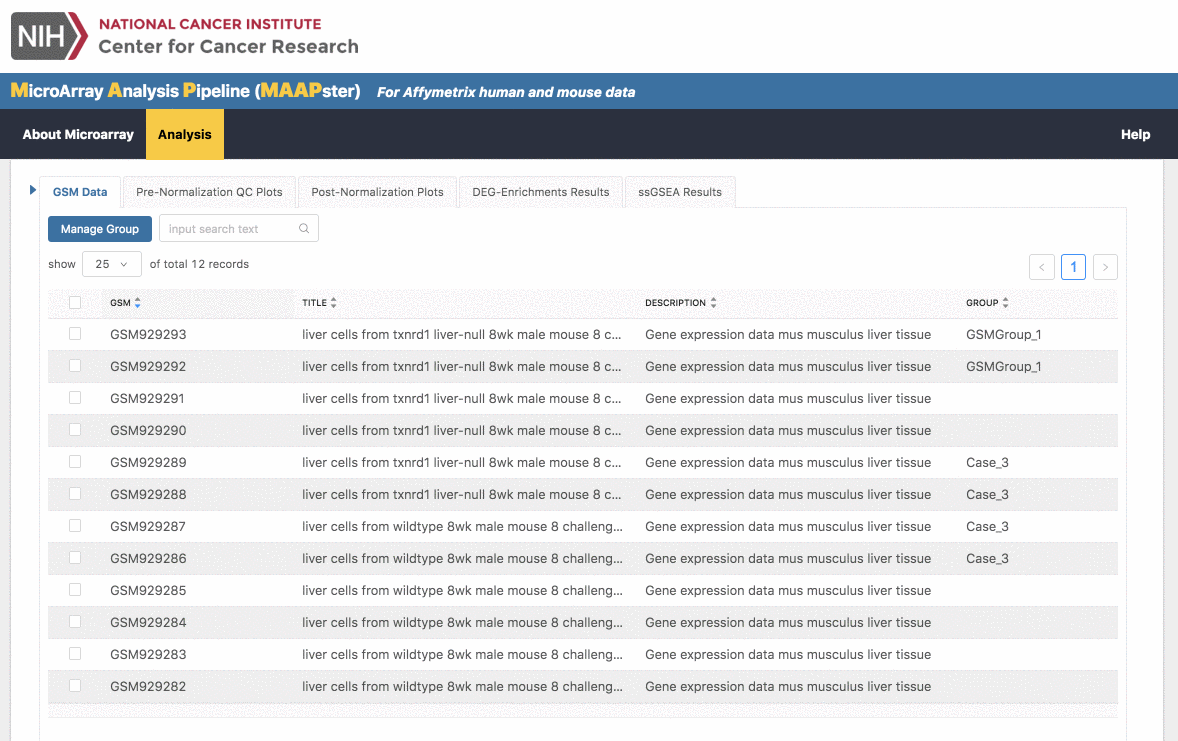 NIH NATIONAL CANCER INSTITUTE
Center for Cancer Research
MicroArray Analysis Pipeline (MAAPster) For Affymetrix human and mouse data
About Microarray Analysis Help
GSM Data Pre-Normalization QC Plots Post-Normalization Plots DEG-Enrichments Results ssGSEA Results
Manage Group input search text
show 25 of total 12 records < 1 >
GSM TITLE DESCRIPTION GROUP
GSM929293 liver cells from txnrd1 liver-null 8wk male mouse 8 c... Gene expression data mus musculus liver tissue GSMGroup_1
GSM929292 liver cells from txnrd1 liver-null 8wk male mouse 8 c... Gene expression data mus musculus liver tissue GSMGroup_1
GSM929291 liver cells from txnrd1 liver-null 8wk male mouse 8 c... Gene expression data mus musculus liver tissue
GSM929290 liver cells from txnrd1 liver-null 8wk male mouse 8 c... Gene expression data mus musculus liver tissue
GSM929289 liver cells from txnrd1 liver-null 8wk male mouse 8 c... Gene expression data mus musculus liver tissue Case_3
GSM929288 liver cells from txnrd1 liver-null 8wk male mouse 8 c... Gene expression data mus musculus liver tissue Case_3
GSM929287 liver cells from wildtype 8wk male mouse 8 challeng... Gene expression data mus musculus liver tissue Case_3
GSM929286 liver cells from wildtype 8wk male mouse 8 challeng... Gene expression data mus musculus liver tissue Case_3
GSM929285 liver cells from wildtype 8wk male mouse 8 challeng... Gene expression data mus musculus liver tissue
GSM929284 liver cells from wildtype 8wk male mouse 8 challeng... Gene expression data mus musculus liver tissue
GSM929283 liver cells from wildtype 8wk male mouse 8 challeng... Gene expression data mus musculus liver tissue
GSM929282 liver cells from wildtype 8wk male mouse 8 challeng... Gene expression data mus musculus liver tissue